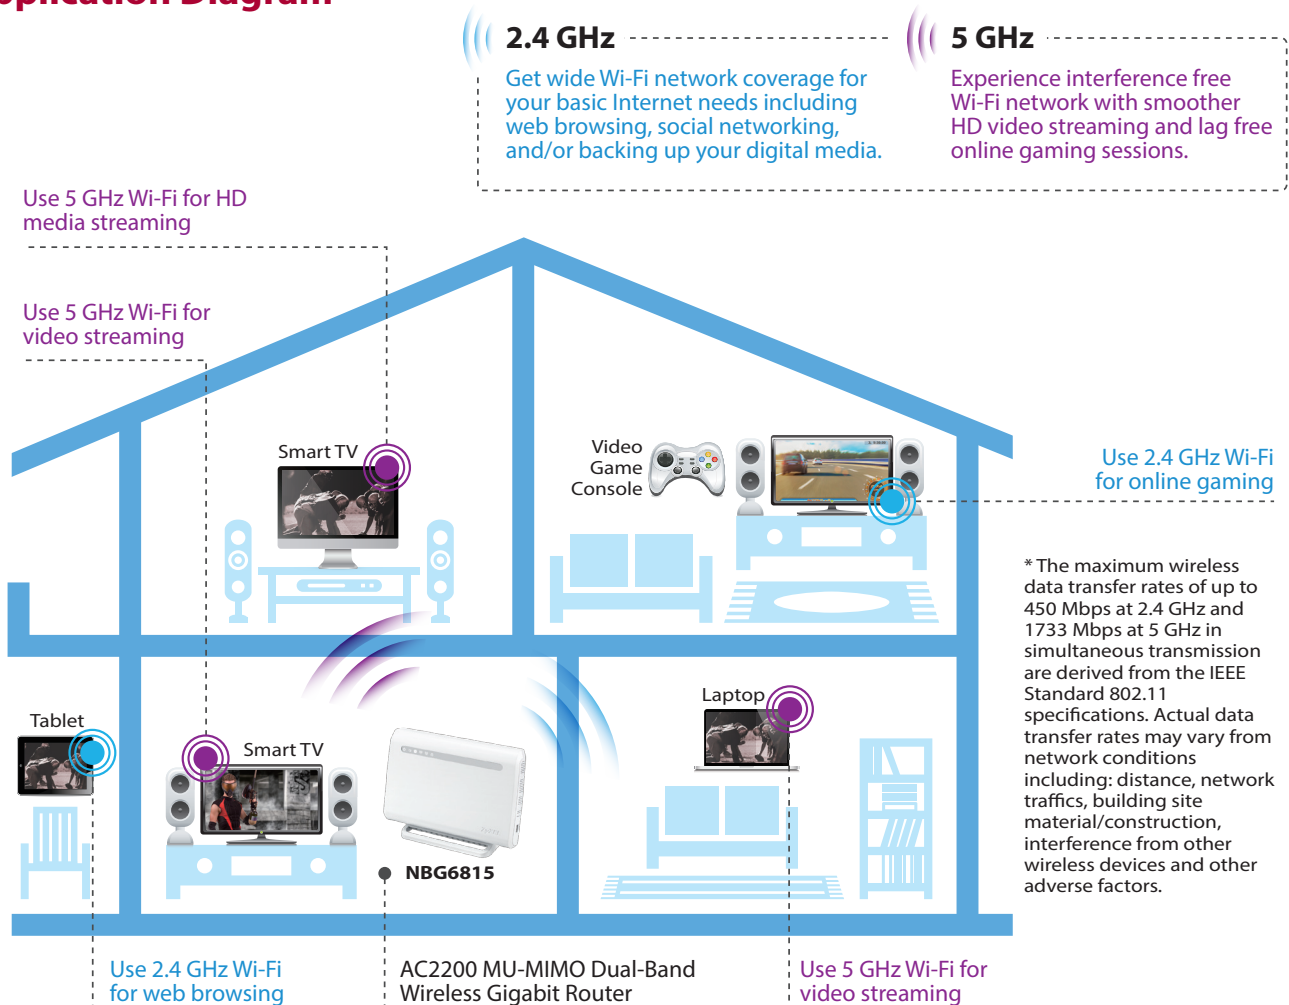 Application Diagram
2.4 GHz
Get wide Wi-Fi network coverage for
your basic Internet needs including
web browsing, social networking,
and/or backing up your digital media.
5 GHz
Experience interference free
Wi-Fi network with smoother
HD video streaming and lag free
online gaming sessions.
Use 5 GHz Wi-Fi for HD
media streaming
Use 5 GHz Wi-Fi for
video streaming
Smart TV
Video
Game
Console
Use 2.4 GHz Wi-Fi
for online gaming
* The maximum wireless
data transfer rates of up to
450 Mbps at 2.4 GHz and
1733 Mbps at 5 GHz in
simultaneous transmission
are derived from the IEEE
Standard 802.11
specifications. Actual data
transfer rates may vary from
network conditions
including: distance, network
traffics, building site
material/construction,
interference from other
wireless devices and other
adverse factors.
Tablet
Smart TV
ZyXEL
NBG6815
Laptop
Use 2.4 GHz Wi-Fi
for web browsing
AC2200 MU-MIMO Dual-Band
Wireless Gigabit Router
Use 5 GHz Wi-Fi for
video streaming